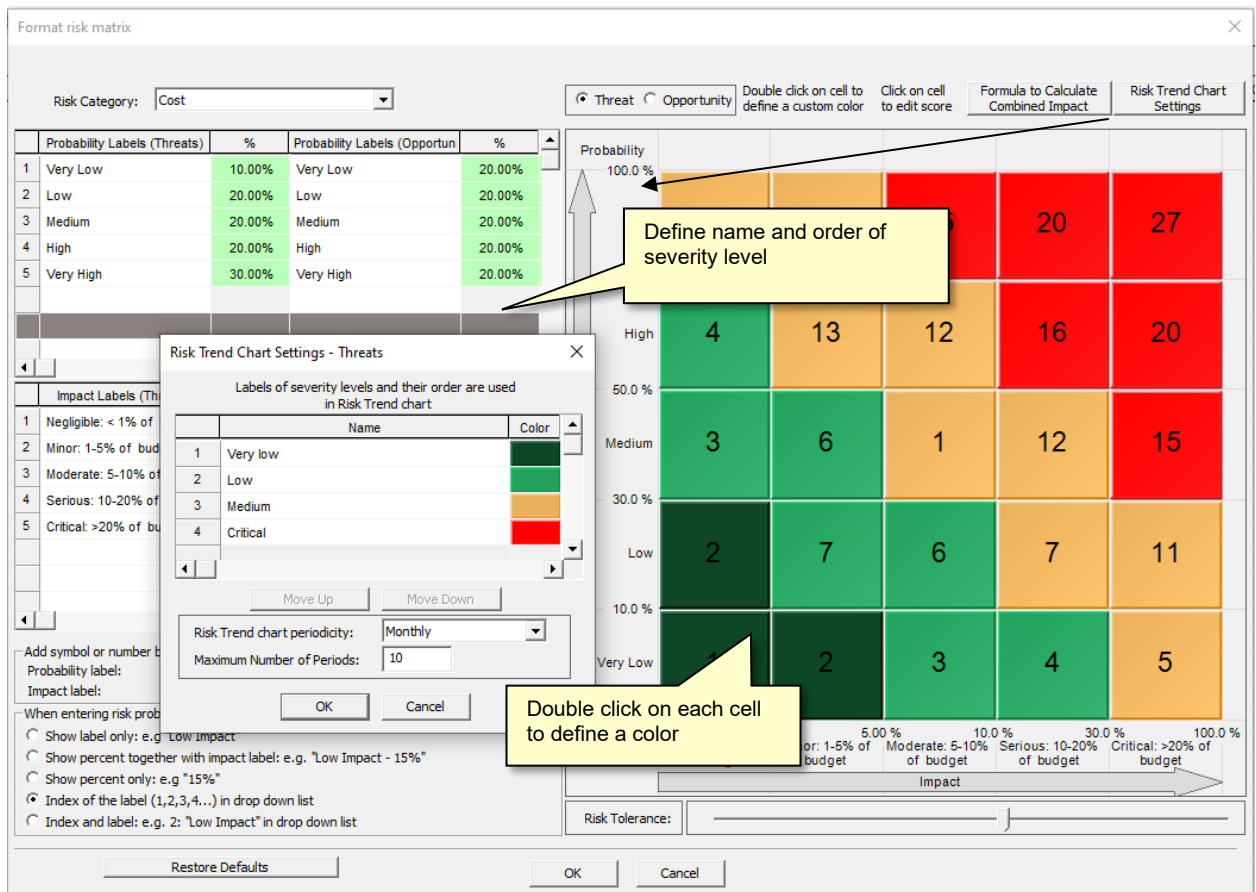 Format risk matrix
Risk Category: Cost
Threat Opportunity
Double click on cell to
define a custom color
Click on cell
to edit score
Formula to Calculate
Combined Impact
Risk Trend Chart
Settings
Probability Labels (Threats) % Probability Labels (Opportun %
1 Very Low 10.00% Very Low 20.00%
2 Low 20.00% Low 20.00%
3 Medium 20.00% Medium 20.00%
4 High 20.00% High 20.00%
5 Very High 30.00% Very High 20.00%
Impact Labels (Th
1 Negligible: < 1% of
2 Minor: 1-5% of bud
3 Moderate: 5-10% of
4 Serious: 10-20% of
5 Critical: >20% of bu
Add symbol or number b
Probability label:
Impact label:
When entering risk prob
Show label only: e.g "Low Impact"
Show percent together with impact label: e.g. "Low Impact - 15%"
Show percent only: e.g "15%"
Index of the label (1,2,3,4...) in drop down list
Index and label: e.g. 2: "Low Impact" in drop down list
Restore Defaults
OK
Cancel
Risk Trend Chart Settings - Threats
Labels of severity levels and their order are used
in Risk Trend chart
Name Color
1 Very low
2 Low
3 Medium
4 Critical
Move Up Move Down
Risk Trend chart periodicity: Monthly
Maximum Number of Periods: 10
OK Cancel
Define name and order of
severity level
Double click on each cell
to define a color
Probability
100.0 %
20 27
High 4 13 12 16 20
50.0 %
Medium 3 6 1 12 15
30.0 %
Low 2 7 6 7 11
10.0 %
Very Low 2 3 4 5
5.00 % 10.0 % 30.0 % 100.0 %
1-5% of Moderate: 5-10% Serious: 10-20% Critical: >20% of
budget of budget of budget budget
Impact
Risk Tolerance: